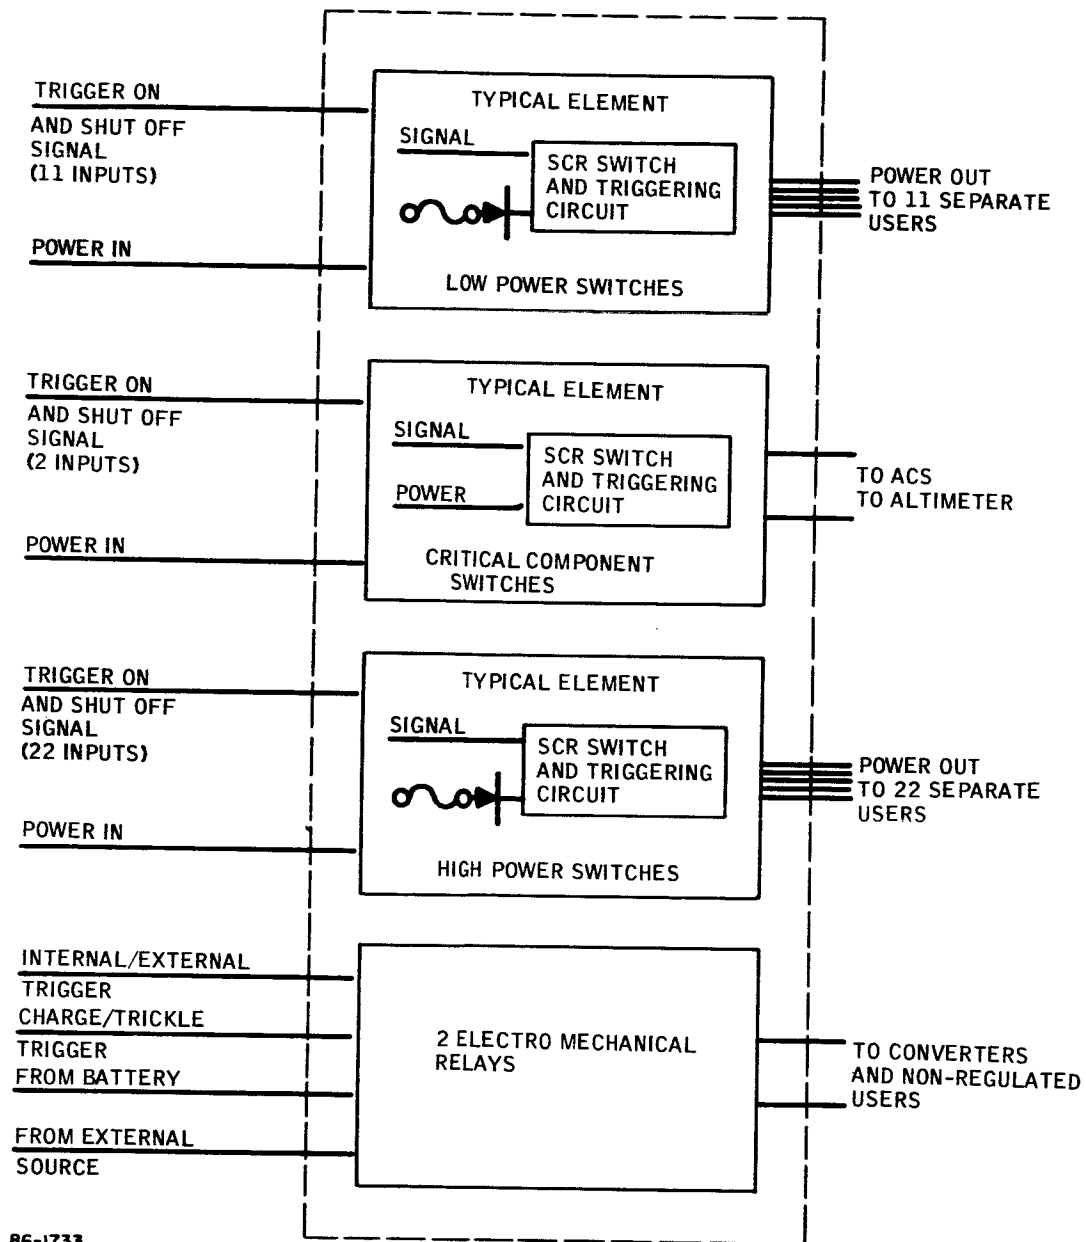 TRIGGER ON
AND SHUT OFF
SIGNAL
(11 INPUTS)
POWER IN
TYPICAL ELEMENT
SIGNAL
SCR SWITCH
AND TRIGGERING
CIRCUIT
LOW POWER SWITCHES
POWER OUT
TO 11 SEPARATE
USERS
TRIGGER ON
AND SHUT OFF
SIGNAL
(2 INPUTS)
POWER IN
TYPICAL ELEMENT
SIGNAL
POWER
SCR SWITCH
AND TRIGGERING
CIRCUIT
CRITICAL COMPONENT
SWITCHES
TO ACS
TO ALTIMETER
TRIGGER ON
AND SHUT OFF
SIGNAL
(22 INPUTS)
POWER IN
TYPICAL ELEMENT
SIGNAL
SCR SWITCH
AND TRIGGERING
CIRCUIT
HIGH POWER SWITCHES
POWER OUT
TO 22 SEPARATE
USERS
INTERNAL/EXTERNAL
TRIGGER
CHARGE/TRICKLE
TRIGGER
FROM BATTERY
FROM EXTERNAL
SOURCE
2 ELECTRO MECHANICAL
RELAYS
TO CONVERTERS
AND NON-REGULATED
USERS
86-1733